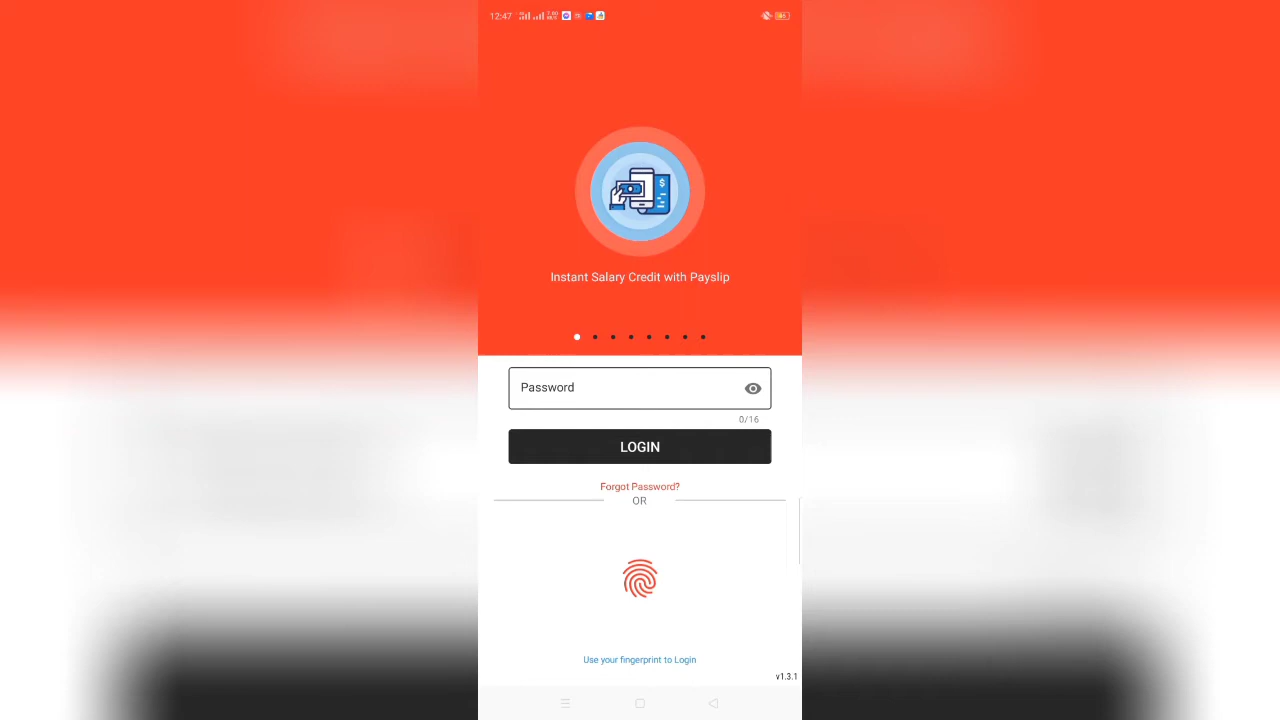 12:47
Instant Salary Credit with Payslip
Password
0/16
LOGIN
Forgot Password?
OR
Use your fingerprint to Login
v1.3.1